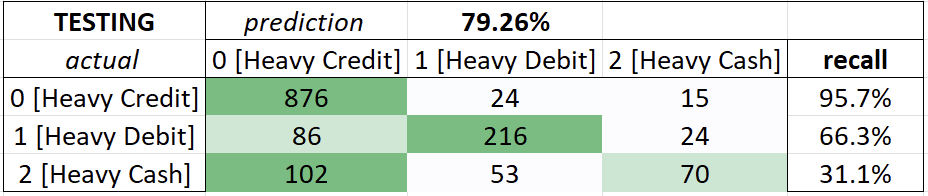 TESTING prediction 79.26%
actual 0 [Heavy Credit] 1 [Heavy Debit] 2 [Heavy Cash] recall
0 [Heavy Credit] 876 24 15 95.7%
1 [Heavy Debit] 86 216 24 66.3%
2 [Heavy Cash] 102 53 70 31.1%